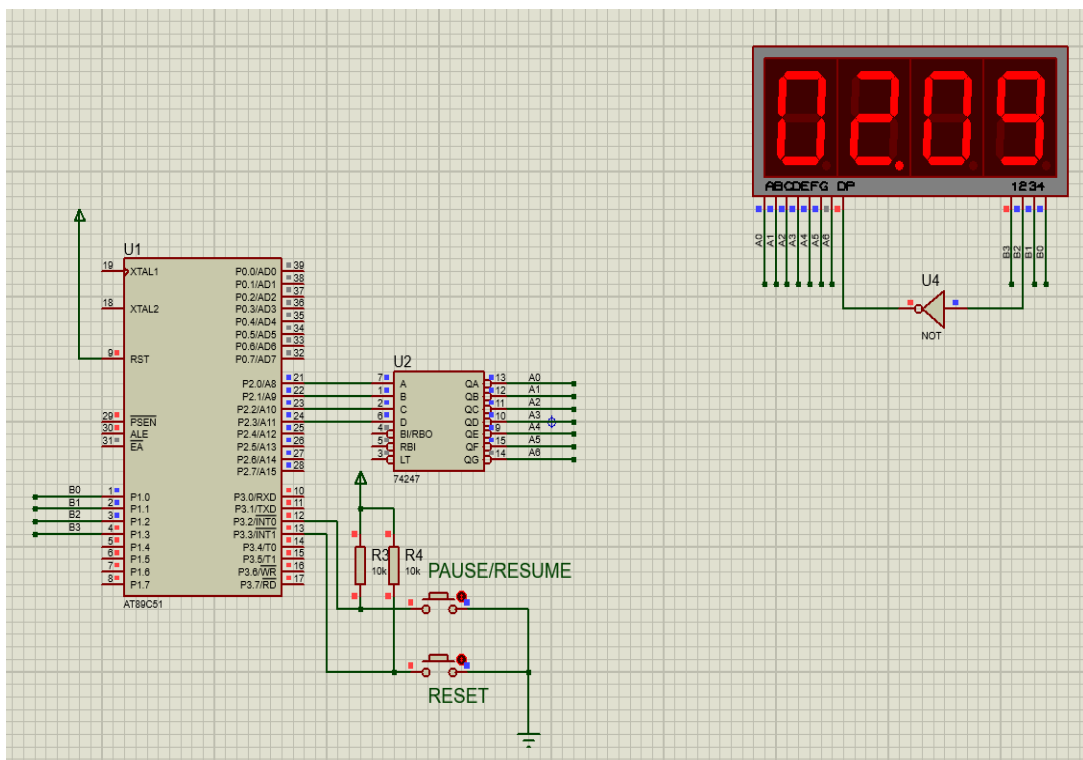 02.09
ABCDEFG DP
1234
A0
A1
A2
A3
A4
A5
A6
B3
B2
B1
B0
U4
NOT
U1
19
XTAL1
18
XTAL2
9
RST
29
PSEN
30
ALE
31
EA
B0
1
P1.0
B1
2
P1.1
B2
3
P1.2
B3
4
P1.3
5
P1.4
6
P1.5
7
P1.6
8
P1.7
P0.0/AD0
39
P0.1/AD1
38
P0.2/AD2
37
P0.3/AD3
36
P0.4/AD4
35
P0.5/AD5
34
P0.6/AD6
33
P0.7/AD7
32
P2.0/A8
21
P2.1/A9
22
P2.2/A10
23
P2.3/A11
24
P2.4/A12
25
P2.5/A13
26
P2.6/A14
27
P2.7/A15
28
P3.0/RXD
10
P3.1/TXD
11
P3.2/INT0
12
P3.3/INT1
13
P3.4/T0
14
P3.5/T1
15
P3.6/WR
16
P3.7/RD
17
AT89C51
U2
7
A
1
B
2
C
6
D
4
BI/RBO
5
RBI
3
LT
QA
13
A0
QB
12
A1
QC
11
A2
QD
10
A3
QE
9
A4
QF
15
A5
QG
14
A6
74247
R3
10k
R4
10k
PAUSE/RESUME
RESET